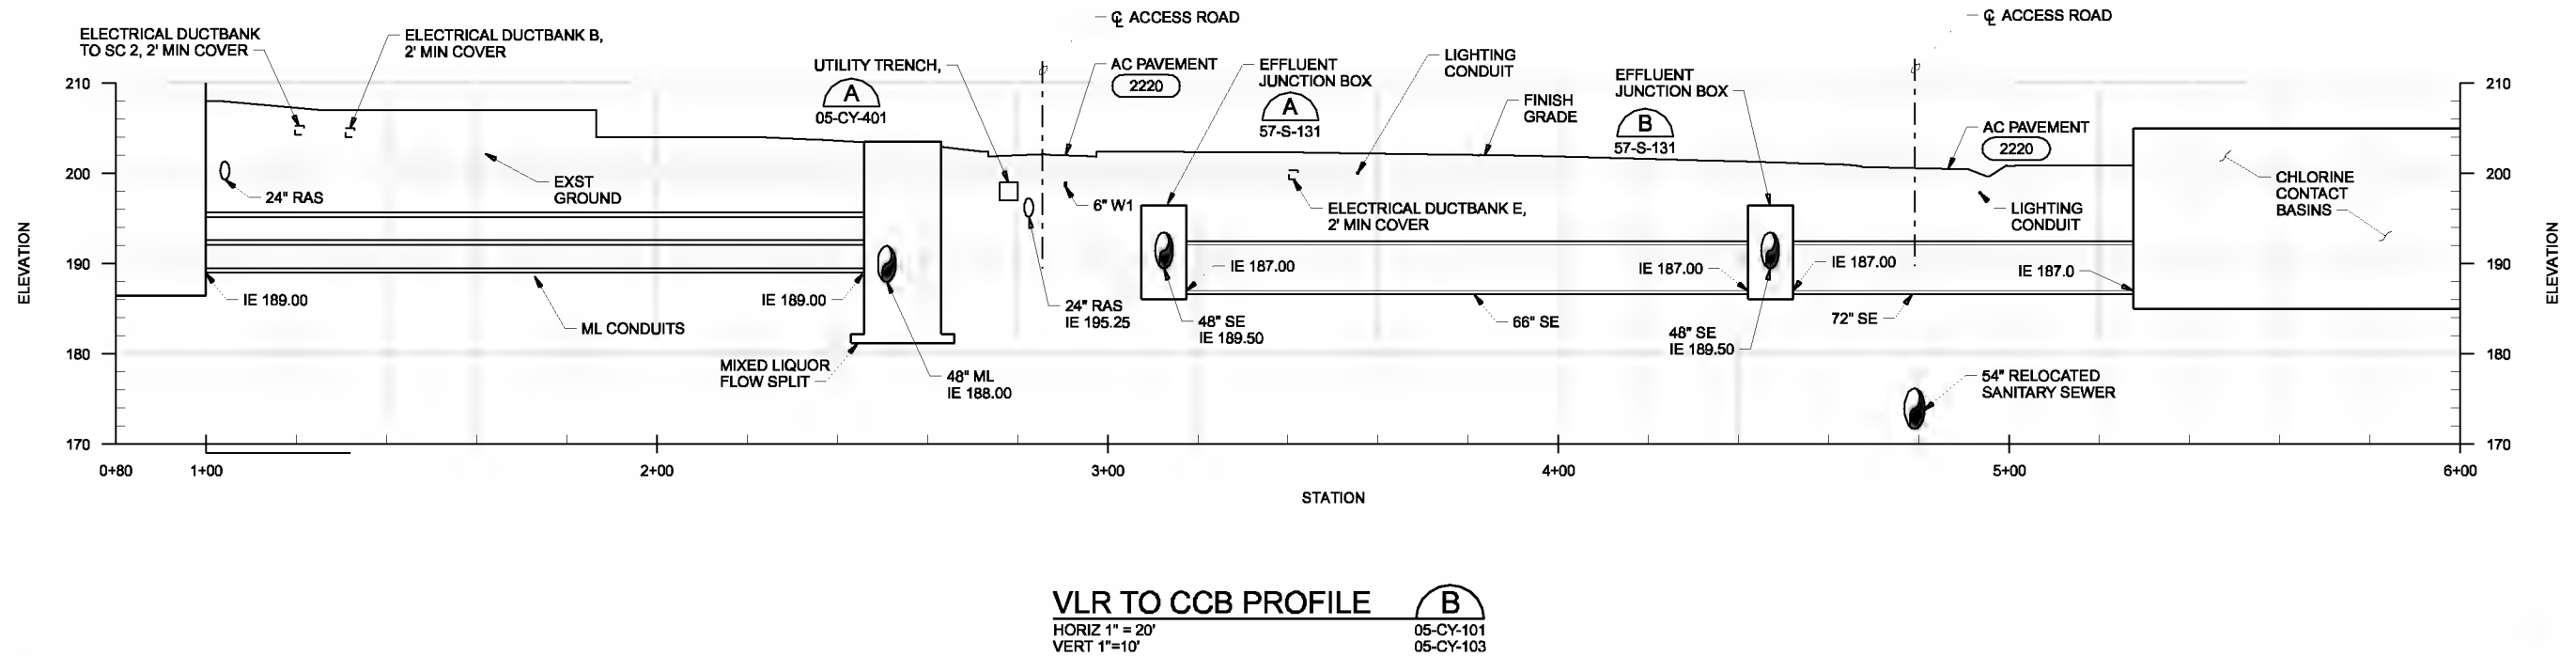 ℄ ACCESS ROAD
℄ ACCESS ROAD
ELECTRICAL DUCTBANK
TO SC 2, 2' MIN COVER
ELECTRICAL DUCTBANK B,
2' MIN COVER
UTILITY TRENCH,
A
05-CY-401
AC PAVEMENT
2220
EFFLUENT
JUNCTION BOX
A
57-S-131
LIGHTING
CONDUIT
FINISH
GRADE
EFFLUENT
JUNCTION BOX
B
57-S-131
AC PAVEMENT
2220
210
200
190
180
170
ELEVATION
24" RAS
EXST
GROUND
6" W1
ELECTRICAL DUCTBANK E,
2' MIN COVER
LIGHTING
CONDUIT
CHLORINE
CONTACT
BASINS
IE 189.00
IE 189.00
ML CONDUITS
MIXED LIQUOR
FLOW SPLIT
48" ML
IE 188.00
24" RAS
IE 195.25
IE 187.00
48" SE
IE 189.50
66" SE
IE 187.00
48" SE
IE 189.50
IE 187.00
72" SE
IE 187.0
54" RELOCATED
SANITARY SEWER
210
200
190
180
170
ELEVATION
0+80
1+00
2+00
3+00
4+00
5+00
6+00
STATION
VLR TO CCB PROFILE
HORIZ 1" = 20'
VERT 1"=10'
B
05-CY-101
05-CY-103